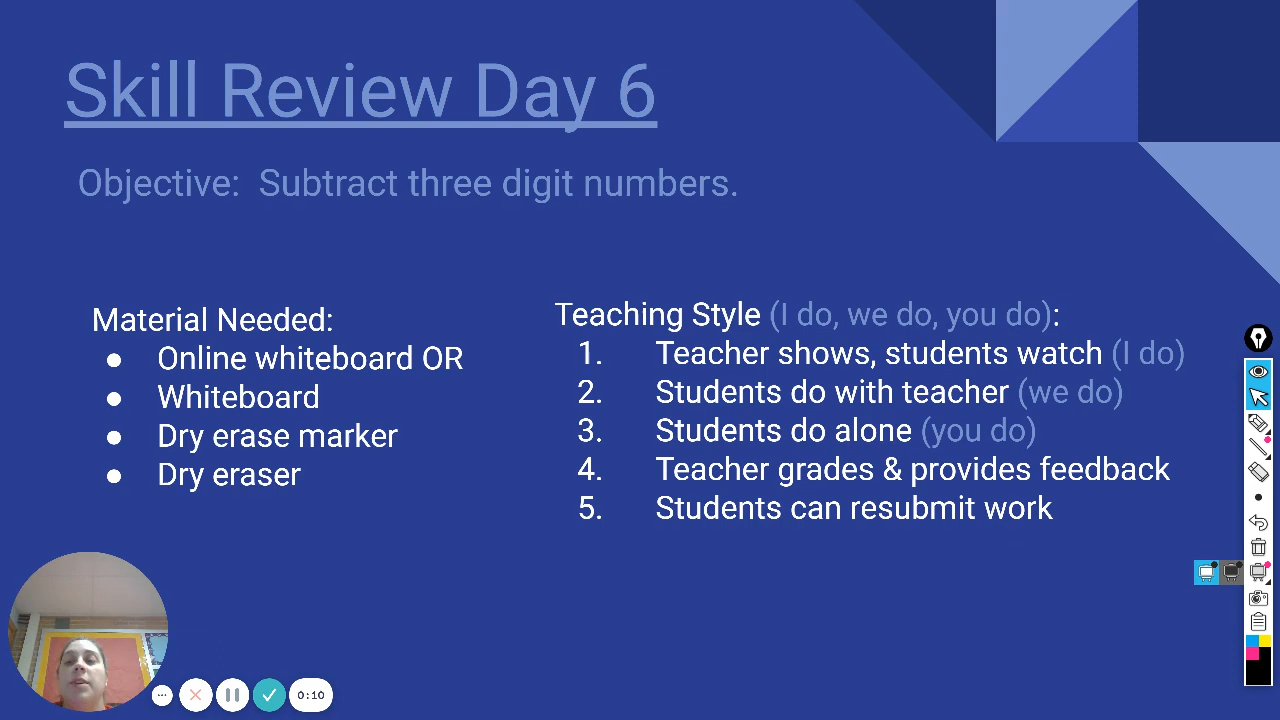 Skill Review Day 6
Objective:  Subtract three digit numbers.
Material Needed:
● Online whiteboard OR
● Whiteboard
● Dry erase marker
● Dry eraser
Teaching Style (I do, we do, you do):
1. Teacher shows, students watch (I do)
2. Students do with teacher (we do)
3. Students do alone (you do)
4. Teacher grades & provides feedback
5. Students can resubmit work
0:10